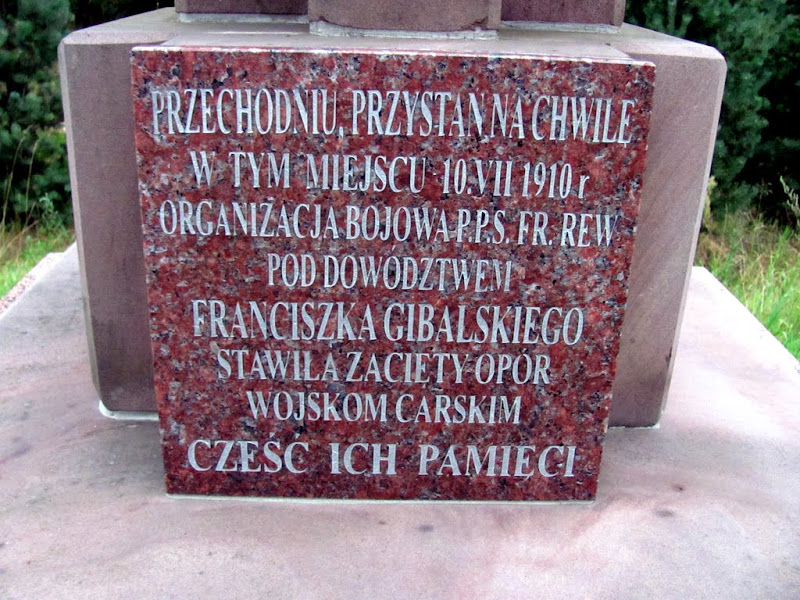 PRZECHODNIU, PRZYSTAŃ NA CHWILĘ
W TYM MIEJSCU 10.VII 1910 r
ORGANIZACJA BOJOWA P.P.S. FR. REW
POD DOWÓDZTWEM
FRANCISZKA GIBALSKIEGO
STAWIŁA ZACIĘTY OPÓR
WOJSKOM CARSKIM
CZEŚĆ ICH PAMIĘCI